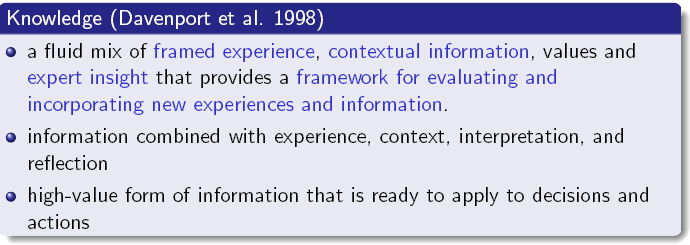 Knowledge (Davenport et al. 1998)
a fluid mix of framed experience, contextual information, values and
expert insight that provides a framework for evaluating and
incorporating new experiences and information.
information combined with experience, context, interpretation, and
reflection
high-value form of information that is ready to apply to decisions and
actions